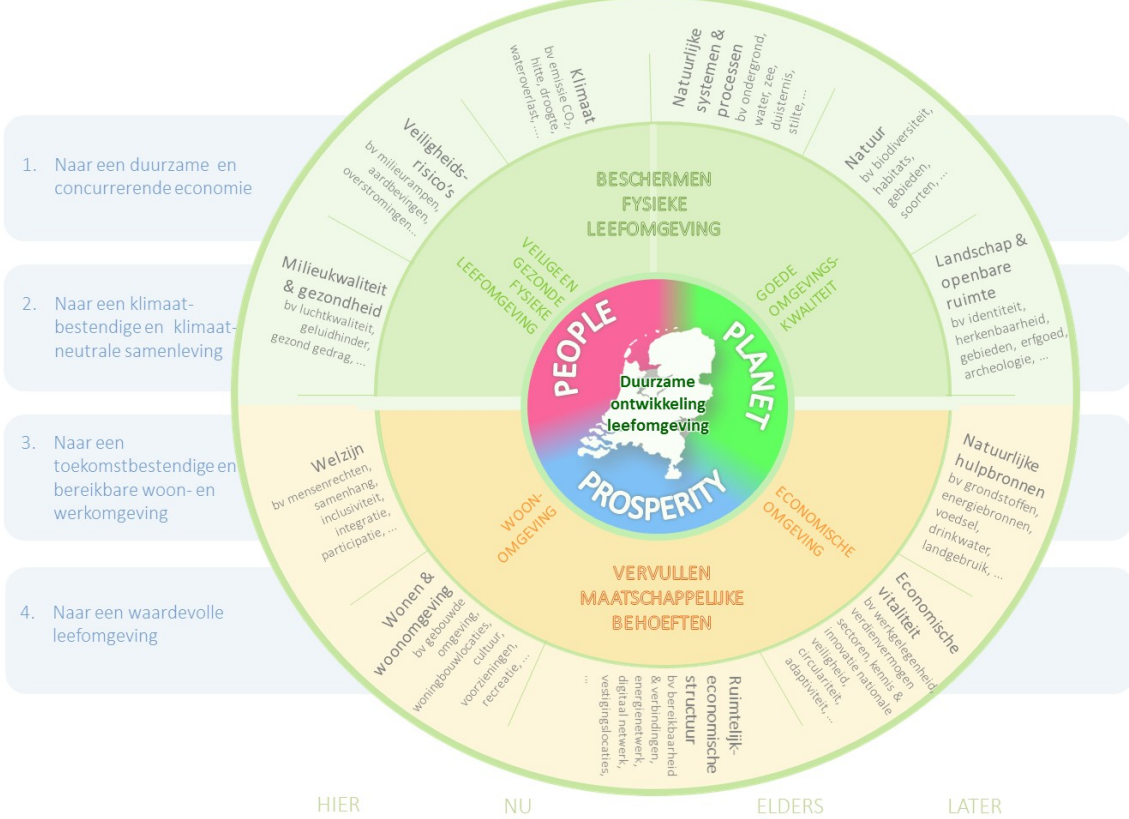 1. Naar een duurzame en
concurrerende economie
2. Naar een klimaat-
bestendige en klimaat-
neutrale samenleving
3. Naar een
toekomstbestendige en
bereikbare woon- en
werkomgeving
4. Naar een waardevolle
leefomgeving
Milieukwaliteit
& gezondheid
bv luchtkwaliteit,
geluidhinder,
gezond gedrag, ...
Veiligheids-
risico's
bv milieurampen,
aardbevingen,
overstromingen...
Klimaat
bv emissie CO₂,
hitte, droogte,
wateroverlast, ....
Natuurlijke
systemen &
processen
bv ondergrond,
water, zee,
duisternis,
stilte, ...
Natuur
bv biodiversiteit,
habitats,
gebieden,
soorten, ...
Landschap &
openbare
ruimte
bv identiteit,
herkenbaarheid,
gebieden, erfgoed,
archeologie, ...
BESCHERMEN
FYSIEKE
LEEFOMGEVING
VEILIGE EN
GEZONDE
FYSIEKE
LEEFOMGEVING
GOEDE
OMGEVINGS-
KWALITEIT
PEOPLE
PLANET
PROSPERITY
Duurzame
ontwikkeling
leefomgeving
WOON-
OMGEVING
ECONOMISCHE
OMGEVING
VERVULLEN
MAATSCHAPPELIJKE
BEHOEFTEN
Welzijn
bv mensenrechten,
samenhang,
inclusiviteit,
integratie,
participatie, ...
Wonen &
woonomgeving
bv gebouwde
omgeving,
woningbouwlocaties,
cultuur,
voorzieningen,
recreatie, ...
Ruimtelijk-
economische
structuur
bv bereikbaarheid
& verbindingen,
energienetwerk,
digitaal netwerk,
vestigingslocaties,
...
Economische
vitaliteit
bv werkgelegenheid,
verdienvermogen
sectoren, kennis &
innovatie nationale
veiligheid,
circulariteit,
adaptiviteit, ...
Natuurlijke
hulpbronnen
bv grondstoffen,
energiebronnen,
voedsel,
drinkwater,
landgebruik, ...
HIER
NU
ELDERS
LATER